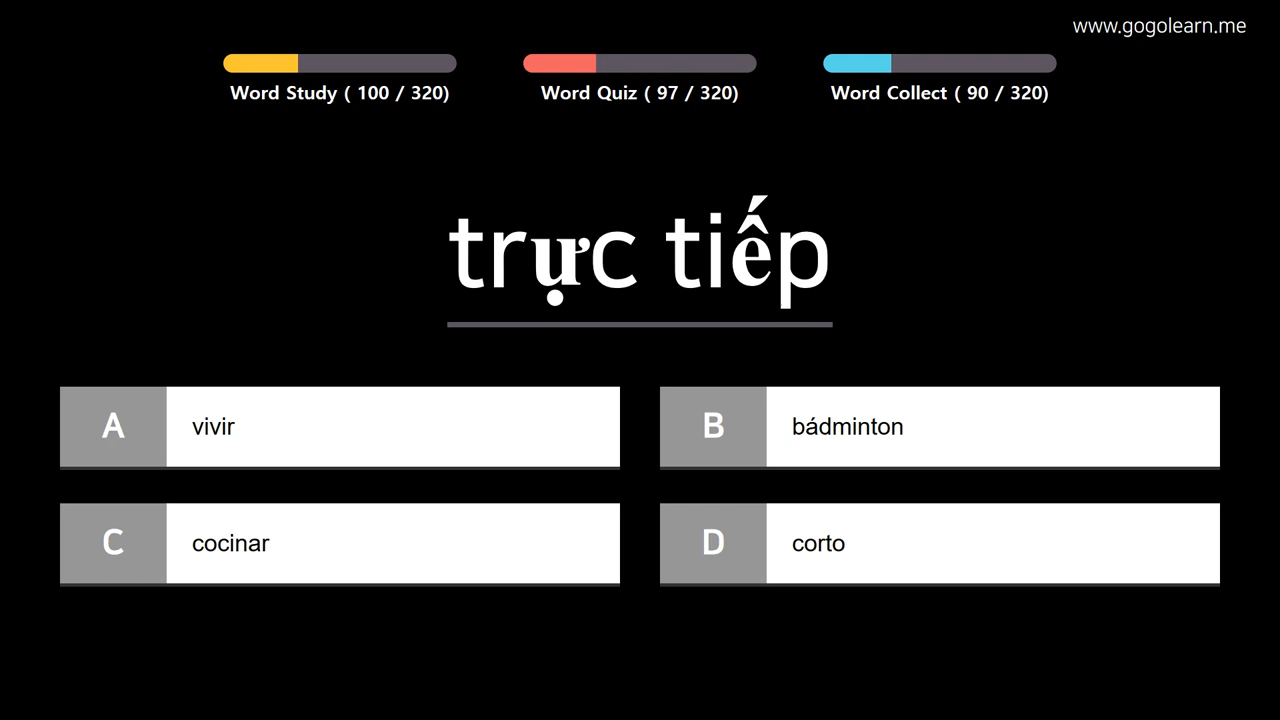 www.gogolearn.me
Word Study ( 100 / 320)
Word Quiz ( 97 / 320)
Word Collect ( 90 / 320)
trực tiếp
A vivir
B bádminton
C cocinar
D corto